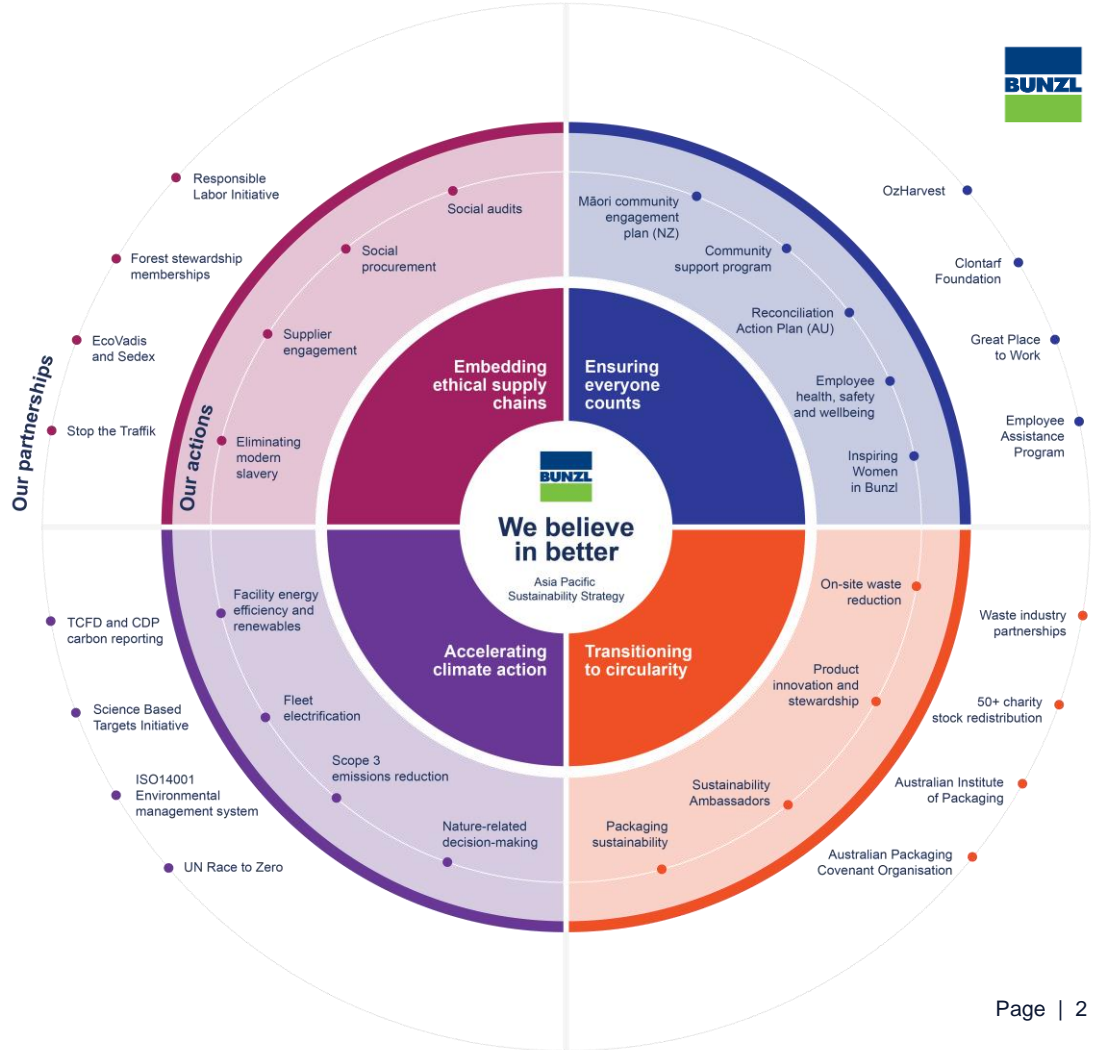 BUNZL
Our partnerships
Our actions
Responsible
Labor Initiative
Forest stewardship
memberships
EcoVadis
and Sedex
Stop the Traffik
Social audits
Social
procurement
Supplier
engagement
Eliminating
modern
slavery
Embedding
ethical supply
chains
Ensuring
everyone
counts
Māori community
engagement
plan (NZ)
Community
support program
Reconciliation
Action Plan (AU)
Employee
health, safety
and wellbeing
Inspiring
Women
in Bunzl
OzHarvest
Clontarf
Foundation
Great Place
to Work
Employee
Assistance
Program
BUNZL
We believe
in better
Asia Pacific
Sustainability Strategy
Accelerating
climate action
Transitioning
to circularity
Facility energy
efficiency and
renewables
Fleet
electrification
Scope 3
emissions reduction
Nature-related
decision-making
TCFD and CDP
carbon reporting
Science Based
Targets Initiative
ISO14001
Environmental
management system
UN Race to Zero
On-site waste
reduction
Product
innovation and
stewardship
Sustainability
Ambassadors
Packaging
sustainability
Waste industry
partnerships
50+ charity
stock redistribution
Australian Institute
of Packaging
Australian Packaging
Covenant Organisation
Page | 2